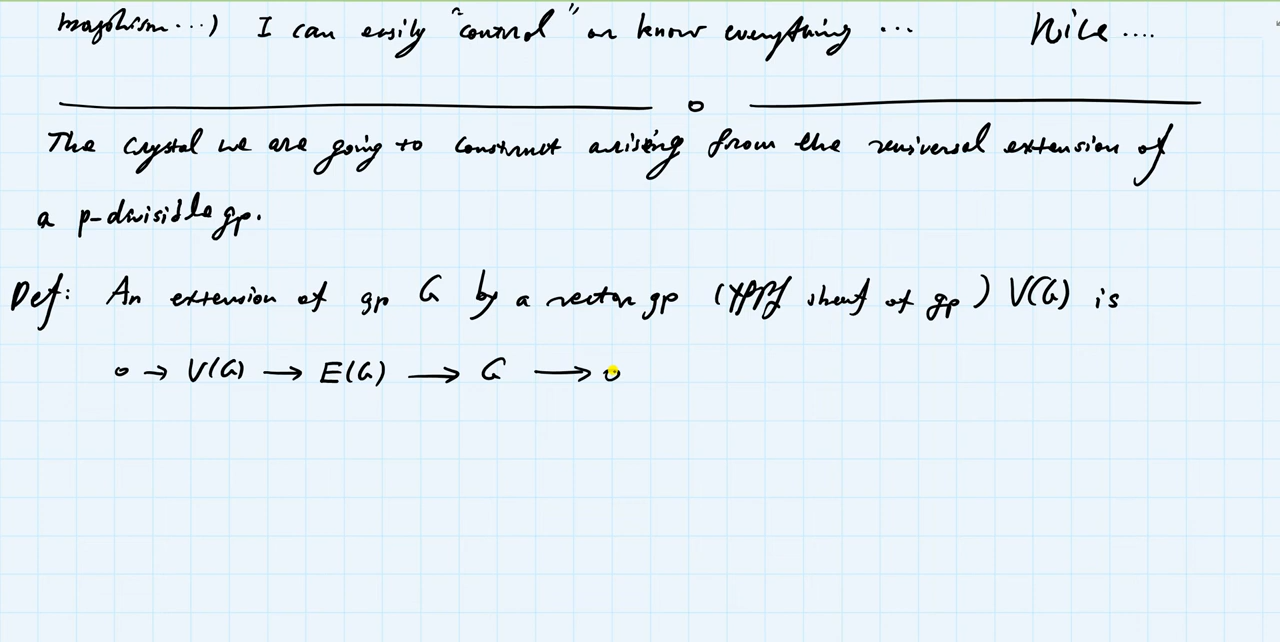 morphism...) I can easily "control" or know everything ... Nice ....
The crystal we are going to construct arising from the universal extension of
a p-divisible gp.
Def: An extension of gp G by a vector gp (fppf sheaf of gp) V(G) is
0 → V(G) → E(G) → G → 0